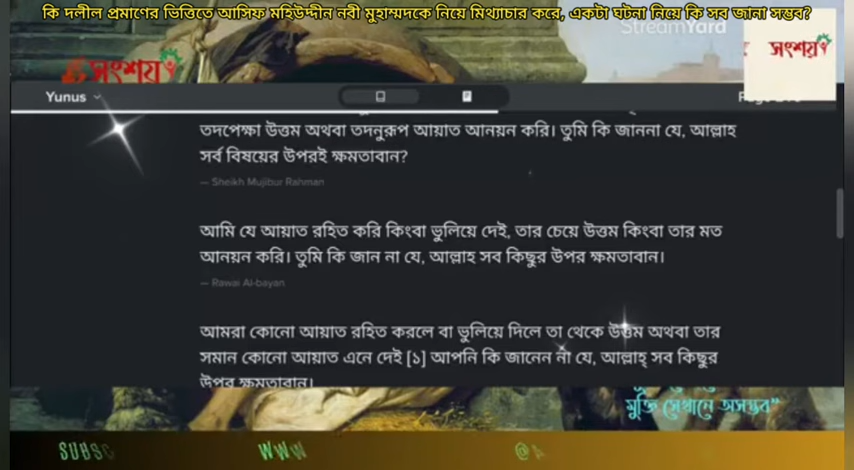 কি দলীল প্রমাণের ভিত্তিতে আসিফ মহিউদ্দীন নবী মুহাম্মদকে নিয়ে মিথ্যাচার করে, একটা ঘটনা নিয়ে কি সব জানা সম্ভব?
StreamYard
সংশয়
সংশয়
Yunus
তদপেক্ষা উত্তম অথবা তদনুরূপ আয়াত আনয়ন করি। তুমি কি জাননা যে, আল্লাহ
সর্ব বিষয়ের উপরই ক্ষমতাবান?
— Sheikh Mujibur Rahman
আমি যে আয়াত রহিত করি কিংবা ভুলিয়ে দেই, তার চেয়ে উত্তম কিংবা তার মত
আনয়ন করি। তুমি কি জান না যে, আল্লাহ সব কিছুর উপর ক্ষমতাবান।
— Rawai Al-bayan
আমরা কোনো আয়াত রহিত করলে বা ভুলিয়ে দিলে তা থেকে উত্তম অথবা তার
সমান কোনো আয়াত এনে দেই [১] আপনি কি জানেন না যে, আল্লাহ্ সব কিছুর
উপর ক্ষমতাবান।
মুক্তি সেখানে অসম্ভব”
SUBSC
WWW
@A